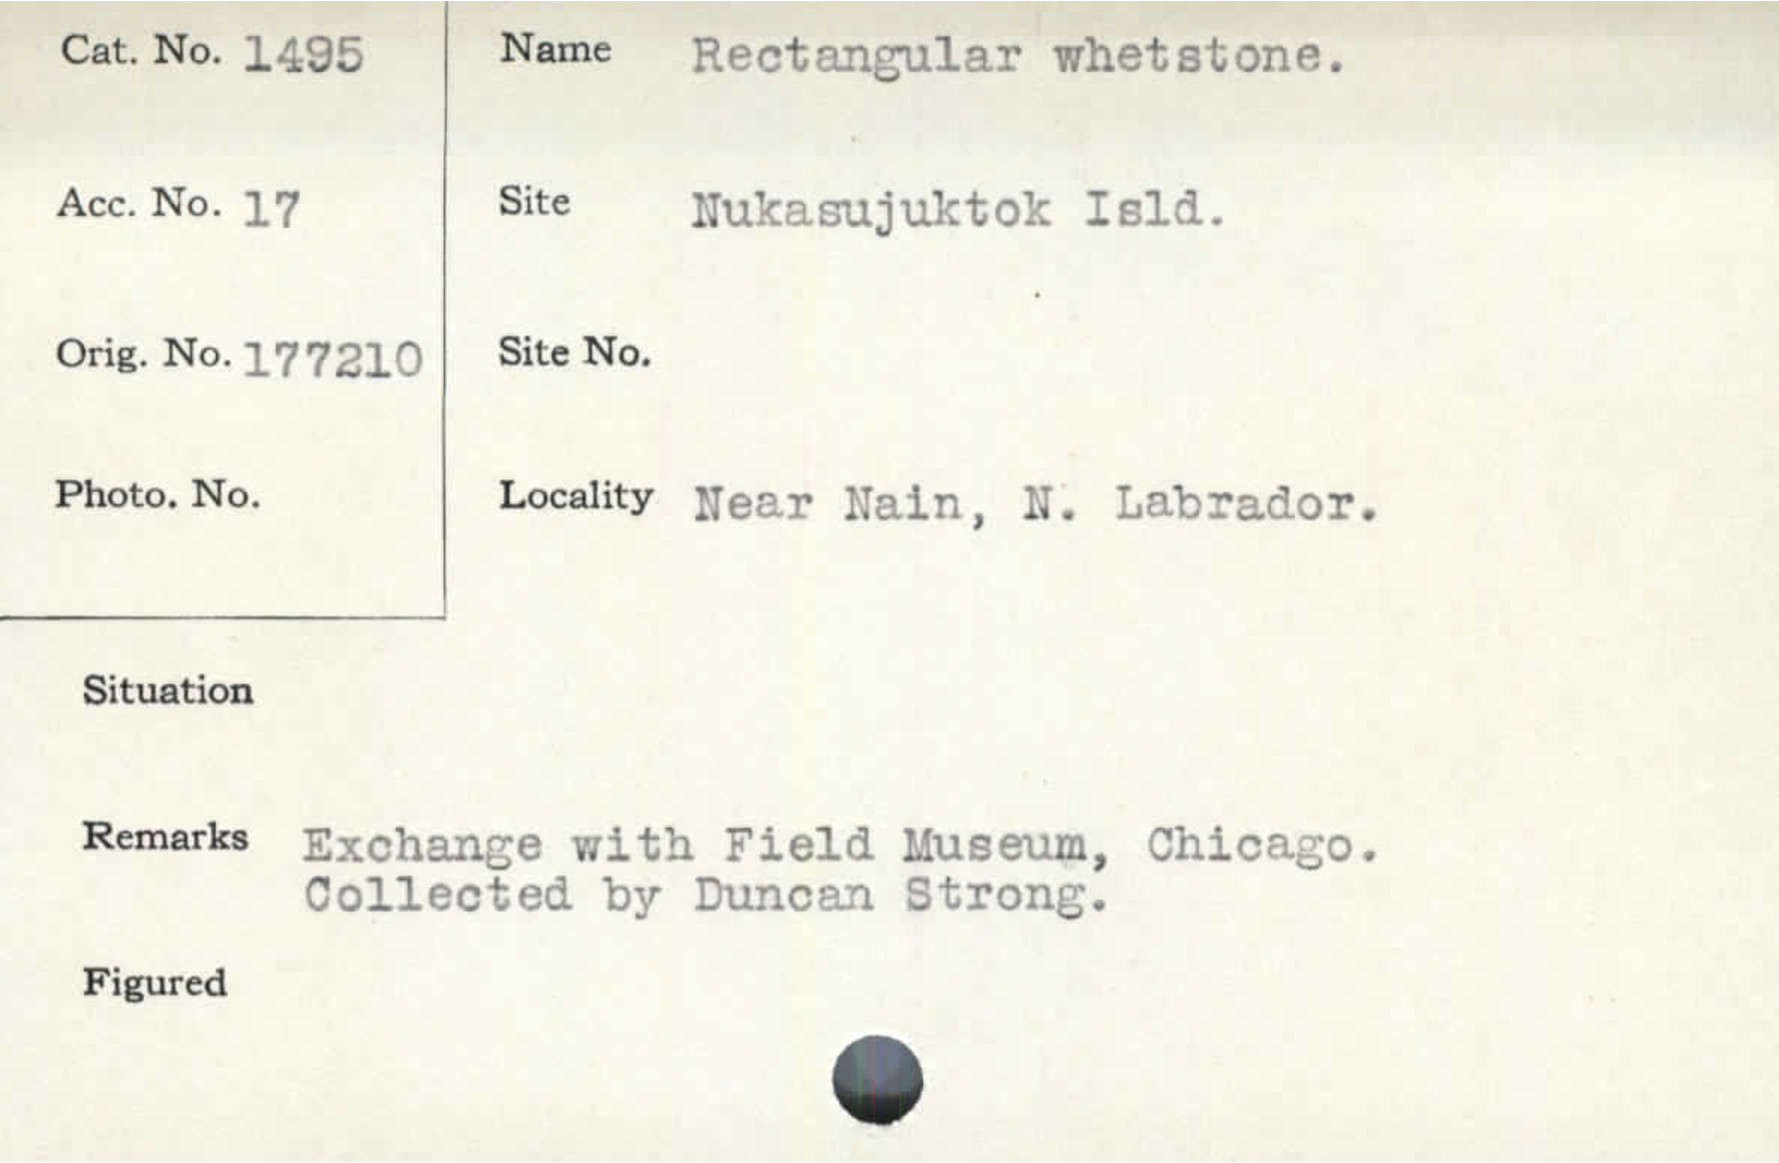 Cat. No. 1495
Name Rectangular whetstone.
Acc. No. 17
Site Nukasujuktok Isld.
Orig. No. 177210
Site No.
Photo. No.
Locality Near Nain, N. Labrador.
Situation
Remarks Exchange with Field Museum, Chicago.
Collected by Duncan Strong.
Figured